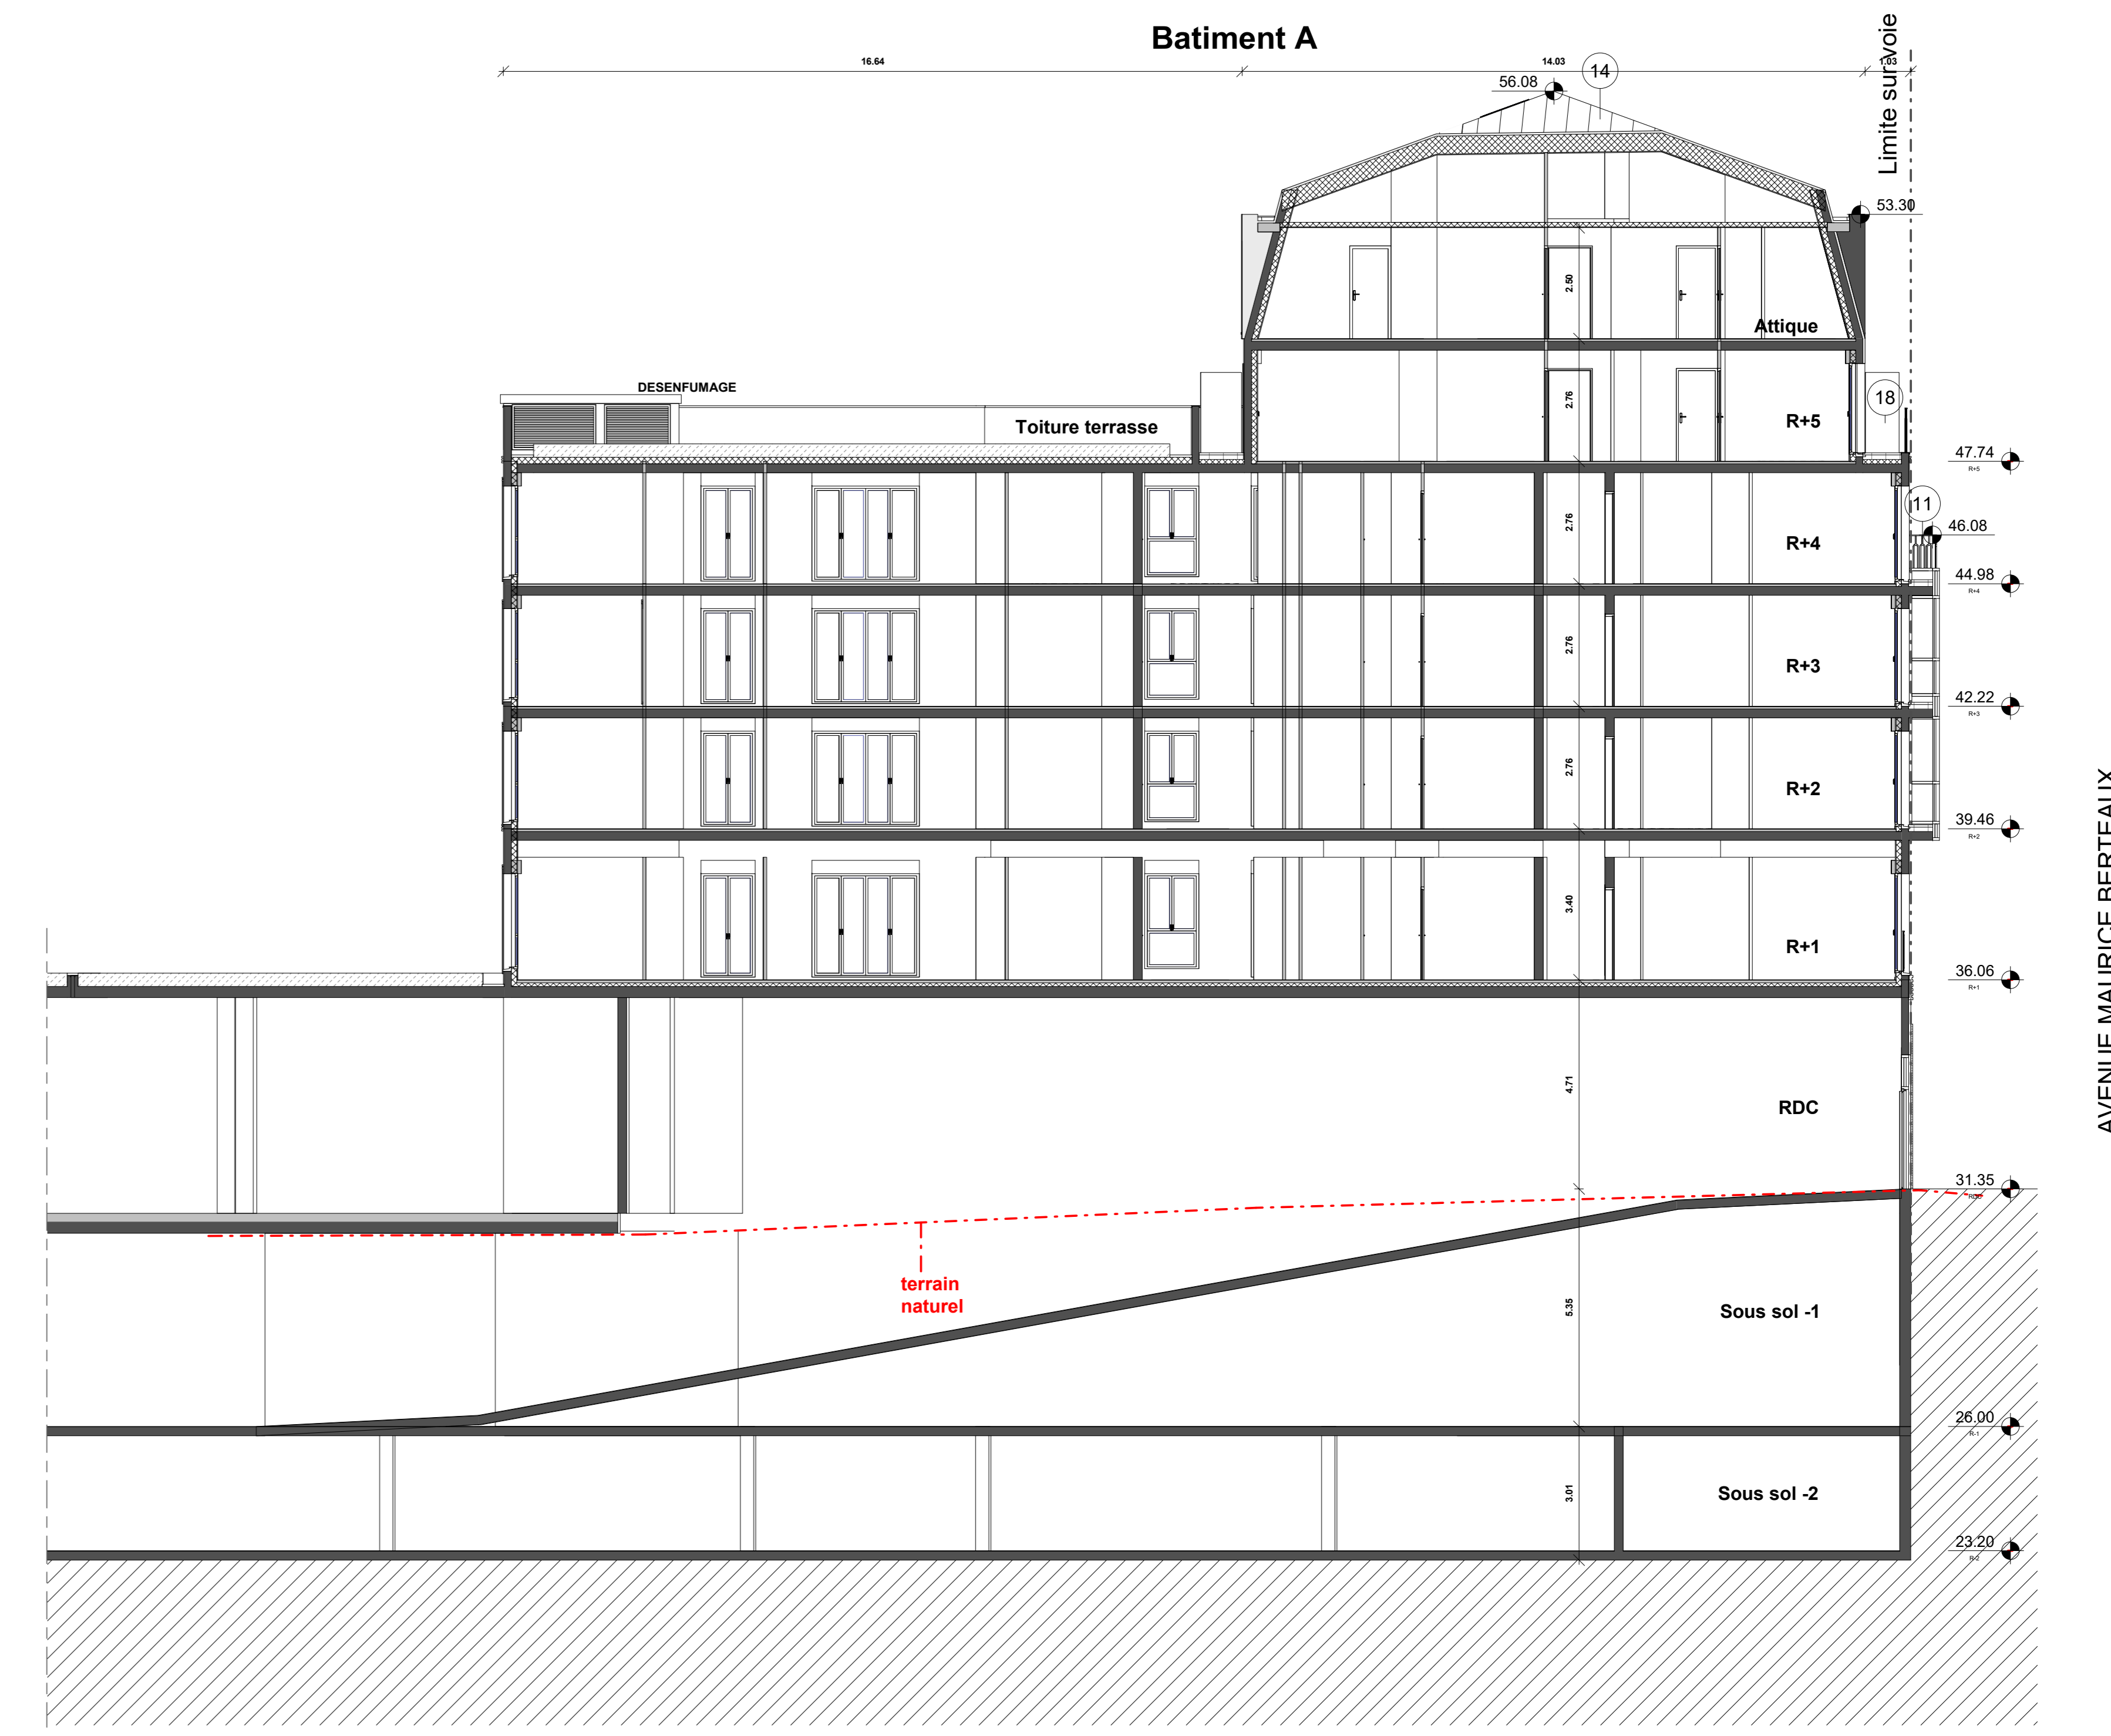 Batiment A
Limite sur voie
16.64
14.03
1.03
14
56.08
53.30
2.50
Attique
DESENFUMAGE
Toiture terrasse
2.76
R+5
18
47.74
R+5
11
2.76
R+4
46.08
44.98
R+4
2.76
R+3
42.22
R+3
2.76
R+2
39.46
R+2
3.40
R+1
36.06
R+1
AVENUE MAURICE BERTEAUX
4.71
RDC
31.35
RDC
terrain
naturel
5.35
Sous sol -1
26.00
R-1
3.01
Sous sol -2
23.20
R-2